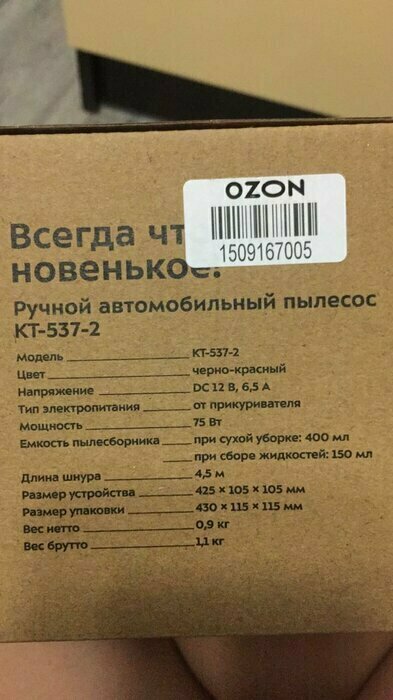 OZON
1509167005
Всегда чт
новенькое!
Ручной автомобильный пылесос
КТ-537-2
Модель КТ-537-2
Цвет черно-красный
Напряжение DC 12 В, 6,5 А
Тип электропитания от прикуривателя
Мощность 75 Вт
Емкость пылесборника при сухой уборке: 400 мл
при сборе жидкостей: 150 мл
Длина шнура 4,5 м
Размер устройства 425 × 105 × 105 мм
Размер упаковки 430 × 115 × 115 мм
Вес нетто 0,9 кг
Вес брутто 1,1 кг